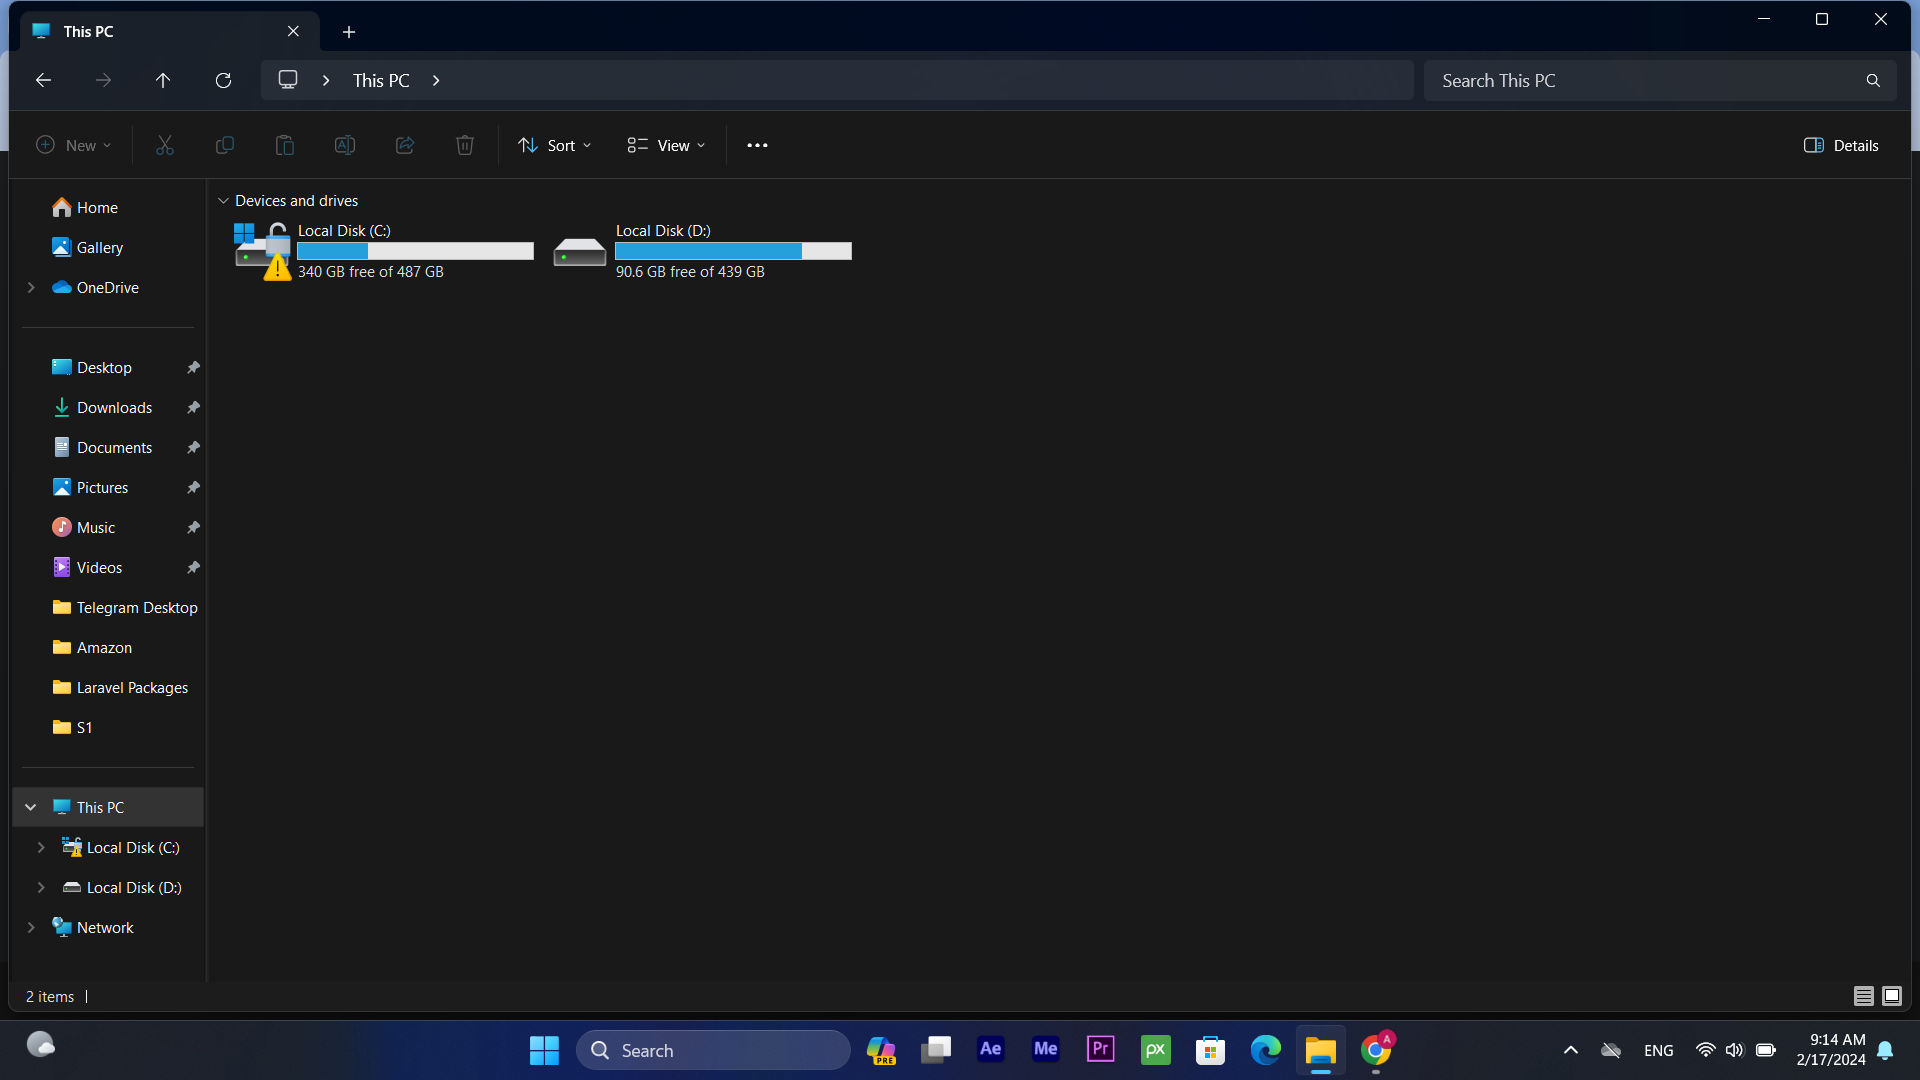 This PC
This PC
Search This PC
New
Sort
View
Details
Home
Gallery
OneDrive
Desktop
Downloads
Documents
Pictures
Music
Videos
Telegram Desktop
Amazon
Laravel Packages
S1
This PC
Local Disk (C:)
Local Disk (D:)
Network
Devices and drives
Local Disk (C:)
340 GB free of 487 GB
Local Disk (D:)
90.6 GB free of 439 GB
2 items
Search
PRE
Ae
Me
Pr
px
A
ENG
9:14 AM
2/17/2024